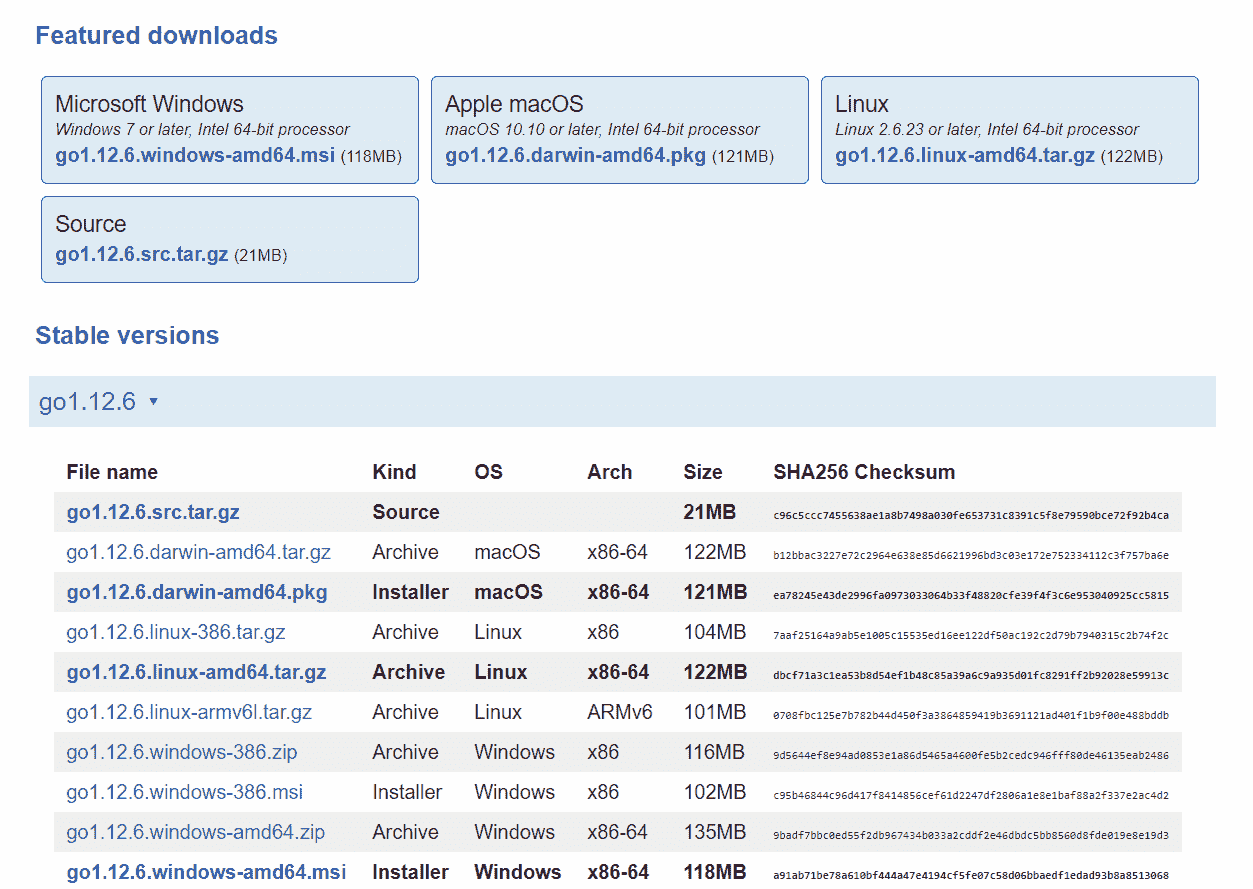 Featured downloads
Microsoft Windows
Windows 7 or later, Intel 64-bit processor
go1.12.6.windows-amd64.msi (118MB)
Apple macOS
macOS 10.10 or later, Intel 64-bit processor
go1.12.6.darwin-amd64.pkg (121MB)
Linux
Linux 2.6.23 or later, Intel 64-bit processor
go1.12.6.linux-amd64.tar.gz (122MB)
Source
go1.12.6.src.tar.gz (21MB)
Stable versions
go1.12.6 ▾
File name Kind OS Arch Size SHA256 Checksum
go1.12.6.src.tar.gz Source 21MB c96c5ccc7455638ae1a8b7498a030fe653731c8391c5f8e79590bce72f92b4ca
go1.12.6.darwin-amd64.tar.gz Archive macOS x86-64 122MB b12bbac3227e72c2964e638e85d6621996bd3c03e172e752334112c3f757ba6e
go1.12.6.darwin-amd64.pkg Installer macOS x86-64 121MB ea78245e43de2996fa0973033064b33f48820cfe39f4f3c6e953040925cc5815
go1.12.6.linux-386.tar.gz Archive Linux x86 104MB 7aaf25164a9ab5e1005c15535ed16ee122df50ac192c2d79b7940315c2b74f2c
go1.12.6.linux-amd64.tar.gz Archive Linux x86-64 122MB dbcf71a3c1ea53b8d54ef1b48c85a39a6c9a935d01fc8291ff2b92028e59913c
go1.12.6.linux-armv6l.tar.gz Archive Linux ARMv6 101MB 0708fbc125e7b782b44d450f3a3864859419b3691121ad401f1b9f00e488bddb
go1.12.6.windows-386.zip Archive Windows x86 116MB 9d5644ef8e94ad0853e1a86d5465a4600fe5b2cedc946fff80de46135eab2486
go1.12.6.windows-386.msi Installer Windows x86 102MB c95b46844c96d417f8414856cef61d2247df2806a1e8e1baf88a2f337e2ac4d2
go1.12.6.windows-amd64.zip Archive Windows x86-64 135MB 9badf7bbc0ed55f2db967434b033a2cddf2e46dbdc5bb8560d8fde019e8e19d3
go1.12.6.windows-amd64.msi Installer Windows x86-64 118MB a91ab71be78a610bf444a47e4194cf5fe07c58d06bbaedf1edad93b8a8513068